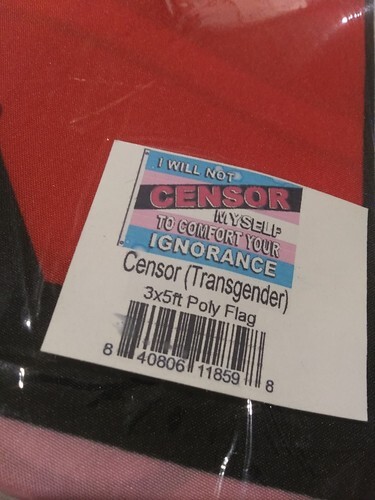 I WILL NOT
CENSOR
MYSELF
TO COMFORT YOUR
IGNORANCE
Censor (Transgender)
3x5ft Poly Flag
8 40806 11859 8